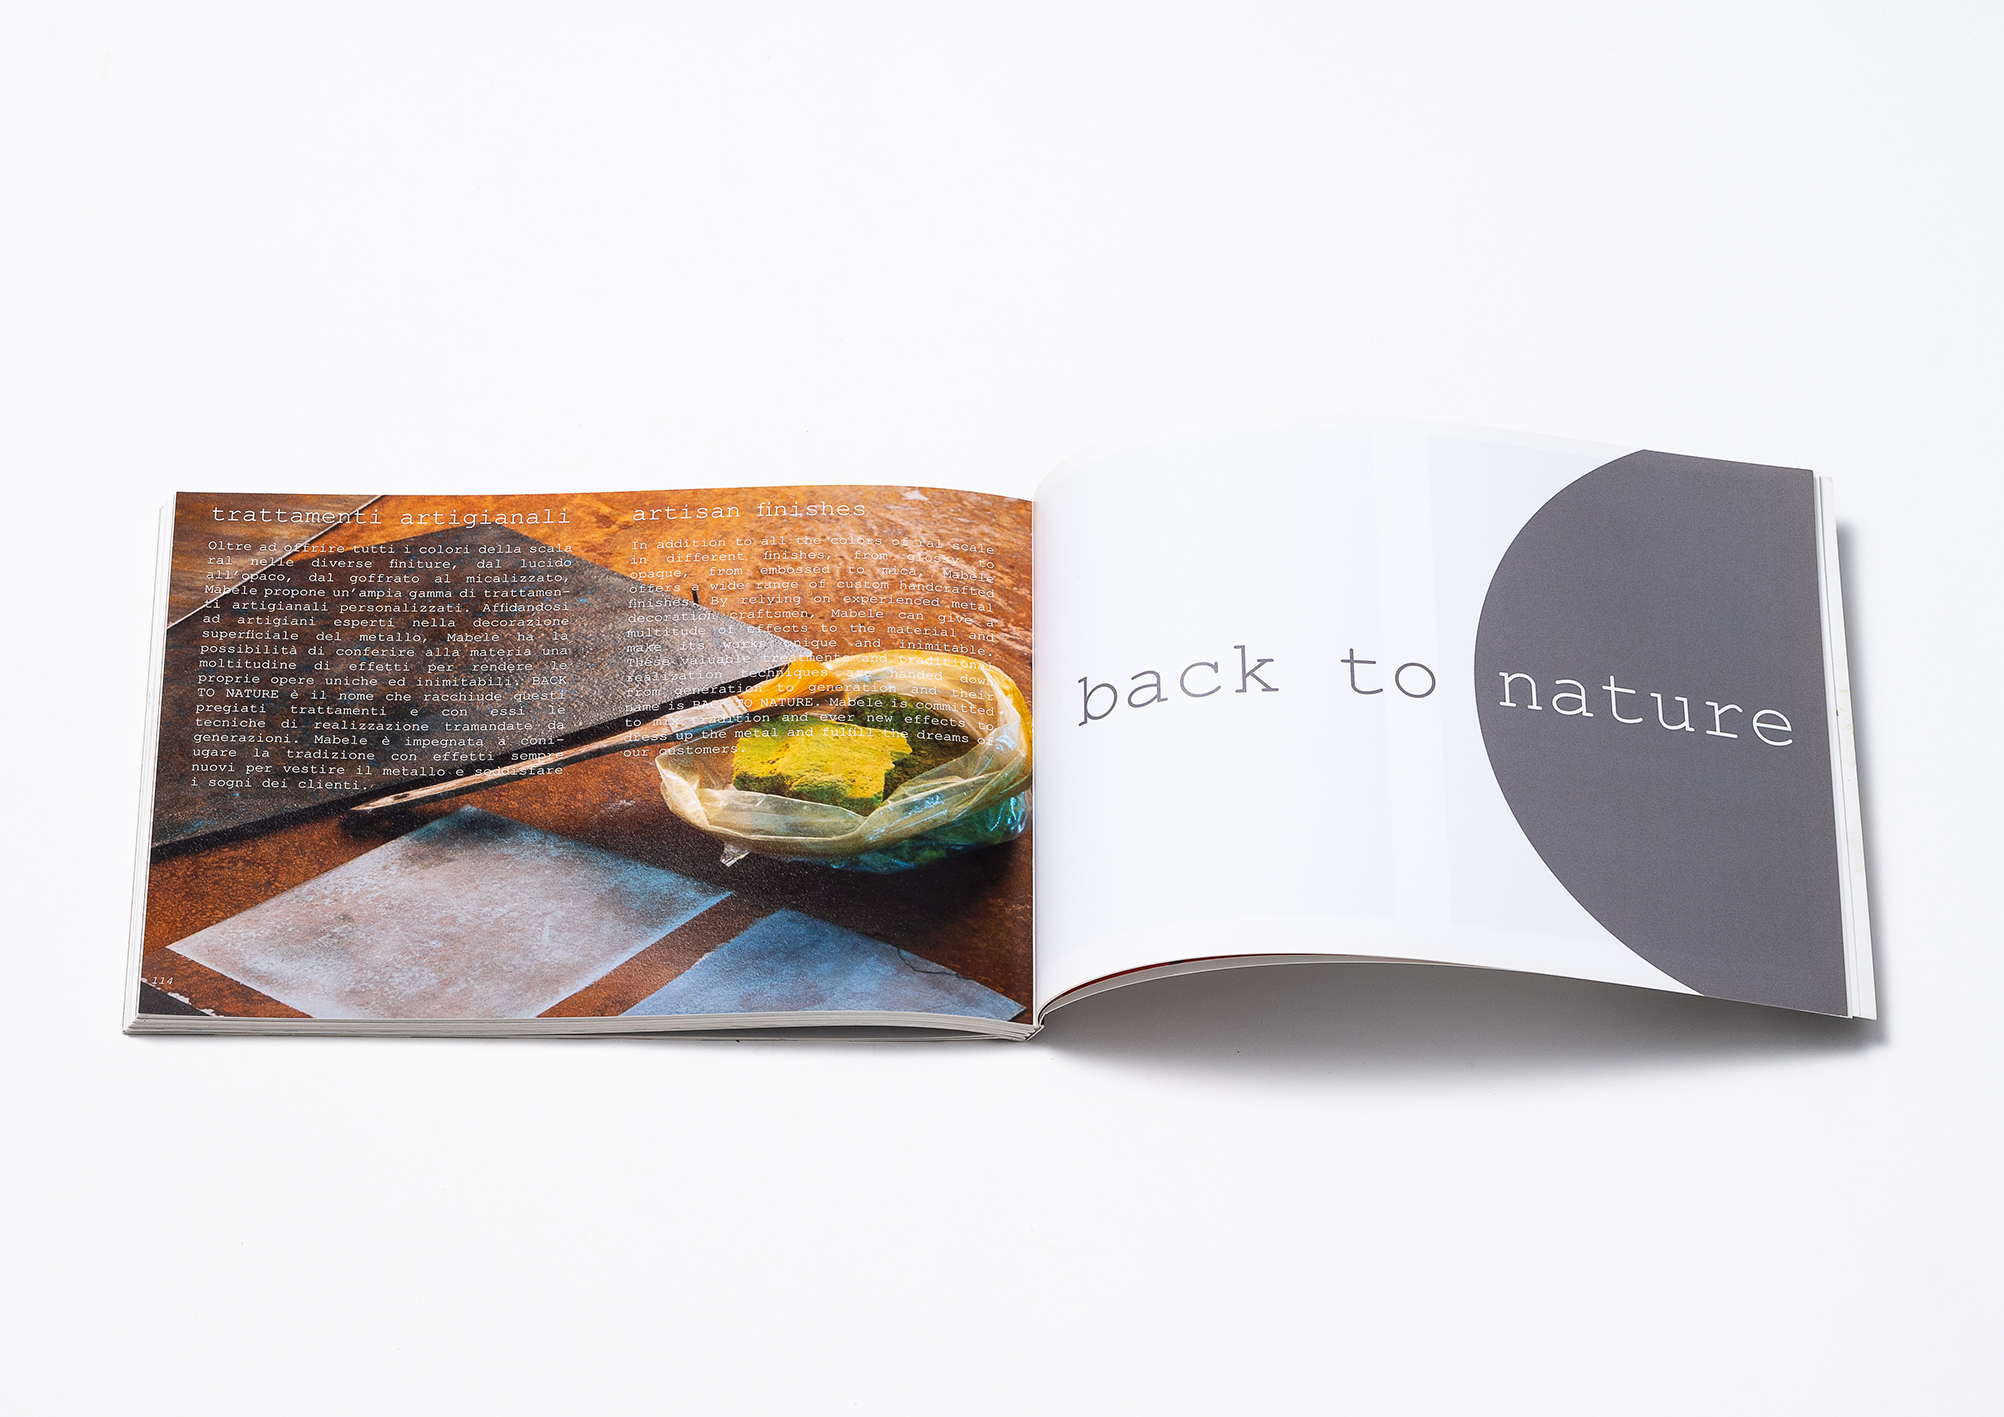 trattamenti artigianali
Oltre ad offrire tutti i colori della scala
ral nelle diverse finiture, dal lucido
all'opaco, dal goffrato al micalizzato,
Mabele propone un'ampia gamma di trattamen-
ti artigianali personalizzati. Affidandosi
ad artigiani esperti nella decorazione
superficiale del metallo, Mabele ha la
possibilità di conferire alla materia una
moltitudine di effetti per rendere le
proprie opere uniche ed inimitabili. BACK
TO NATURE è il nome che racchiude questi
pregiati trattamenti e con essi le
tecniche di realizzazione tramandate da
generazioni. Mabele è impegnata a coni-
ugare la tradizione con effetti sempre
nuovi per vestire il metallo e soddisfare
i sogni dei clienti.
artisan finishes
In addition to all the colors of ral scale
in different finishes, from glossy to
opaque, from embossed to mica, Mabele
offers a wide range of custom handcrafted
finishes. By relying on experienced metal
decoration craftsmen, Mabele can give a
multitude of effects to the material and
make its works unique and inimitable.
These valuable treatments and traditional
realization techniques are handed down
from generation to generation and their
name is BACK TO NATURE. Mabele is committed
to mix tradition and ever new effects to
dress up the metal and fulfill the dreams of
our customers.
114
back to nature